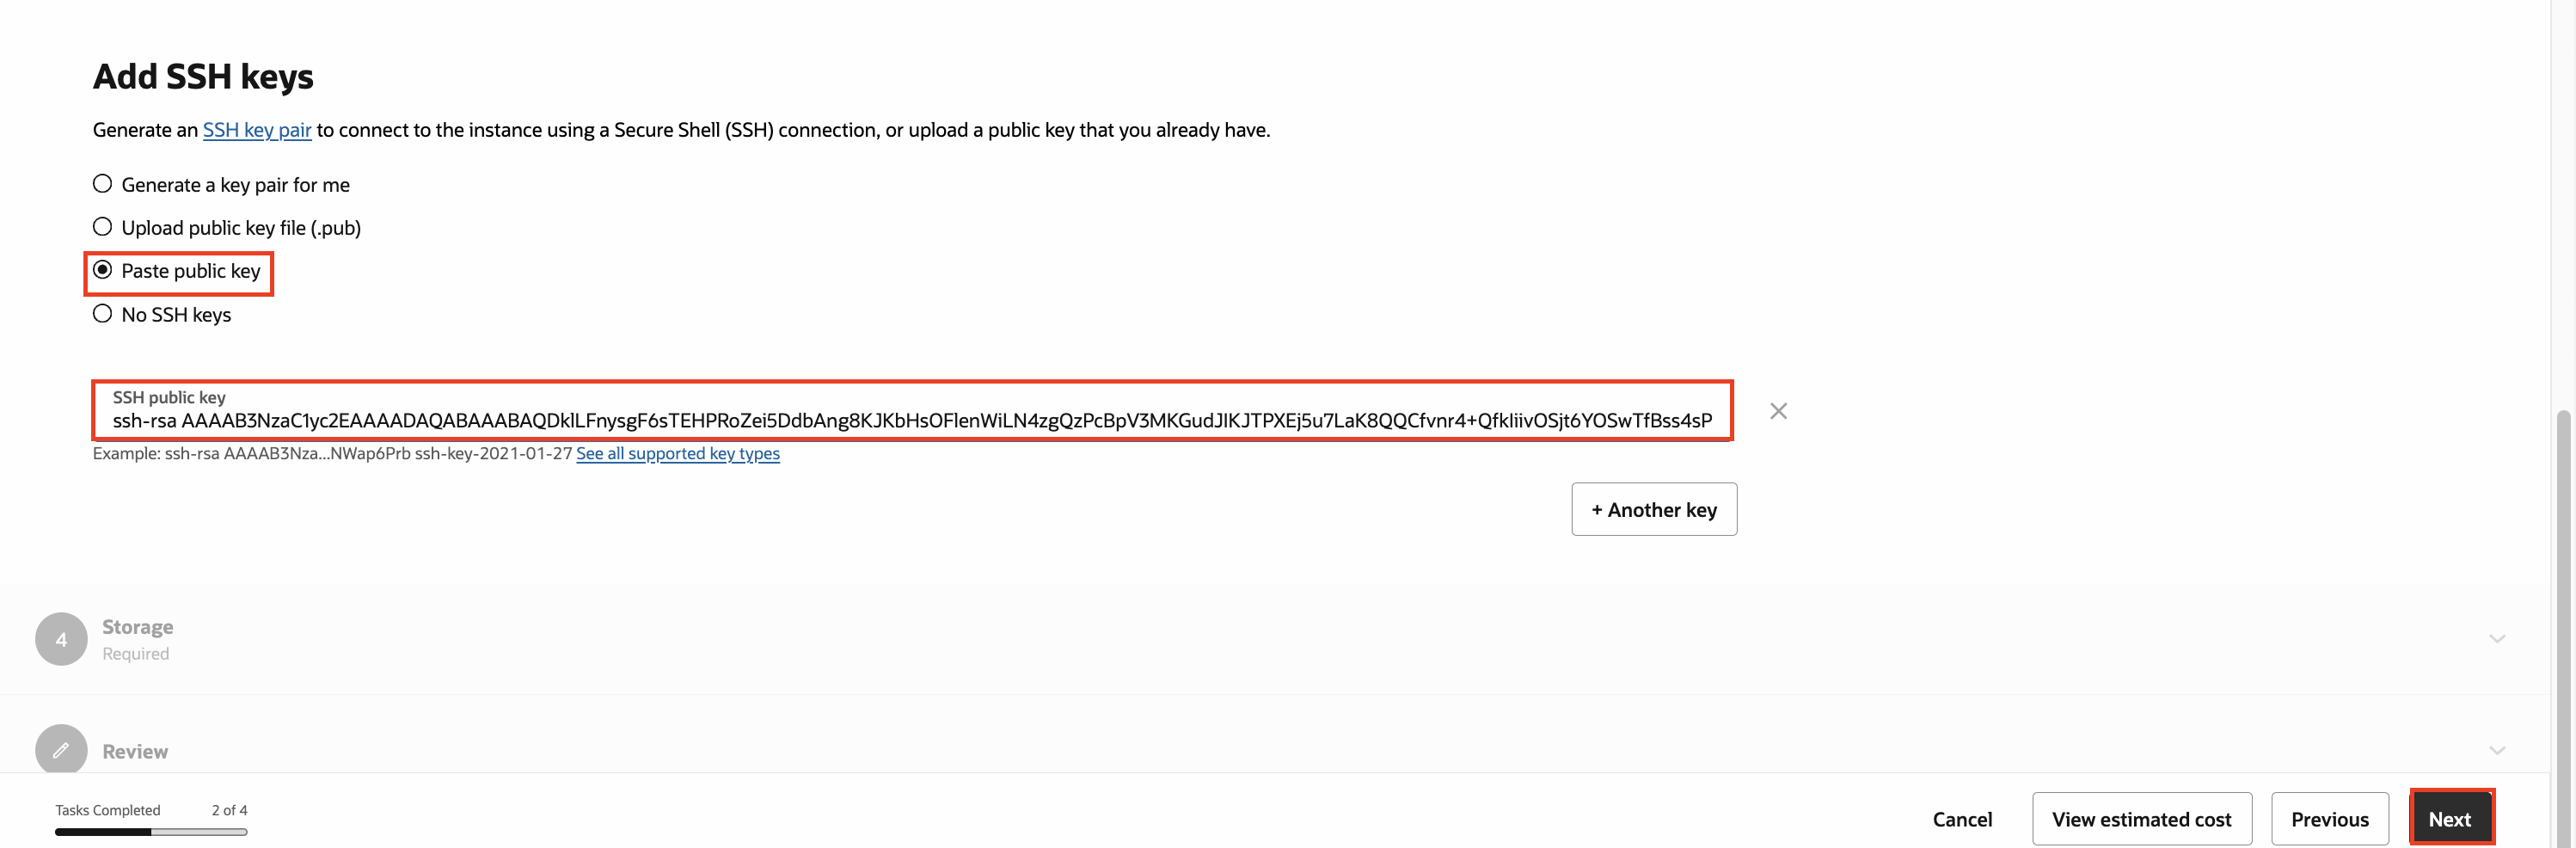 Add SSH keys
Generate an SSH key pair to connect to the instance using a Secure Shell (SSH) connection, or upload a public key that you already have.
Generate a key pair for me
Upload public key file (.pub)
Paste public key
No SSH keys
SSH public key
ssh-rsa AAAAB3NzaC1yc2EAAAADAQABAAABAQDklLFnysgF6sTEHPRoZei5DdbAng8KJKbHsOFlenWiLN4zgQzPcBpV3MKGudJIKJTPXEj5u7LaK8QQCfvnr4+QfkIiivOSjt6YOSwTfBss4sP
Example: ssh-rsa AAAAB3Nza...NWap6Prb ssh-key-2021-01-27 See all supported key types
+ Another key
4
Storage
Required
Review
Tasks Completed 2 of 4
Cancel View estimated cost Previous Next